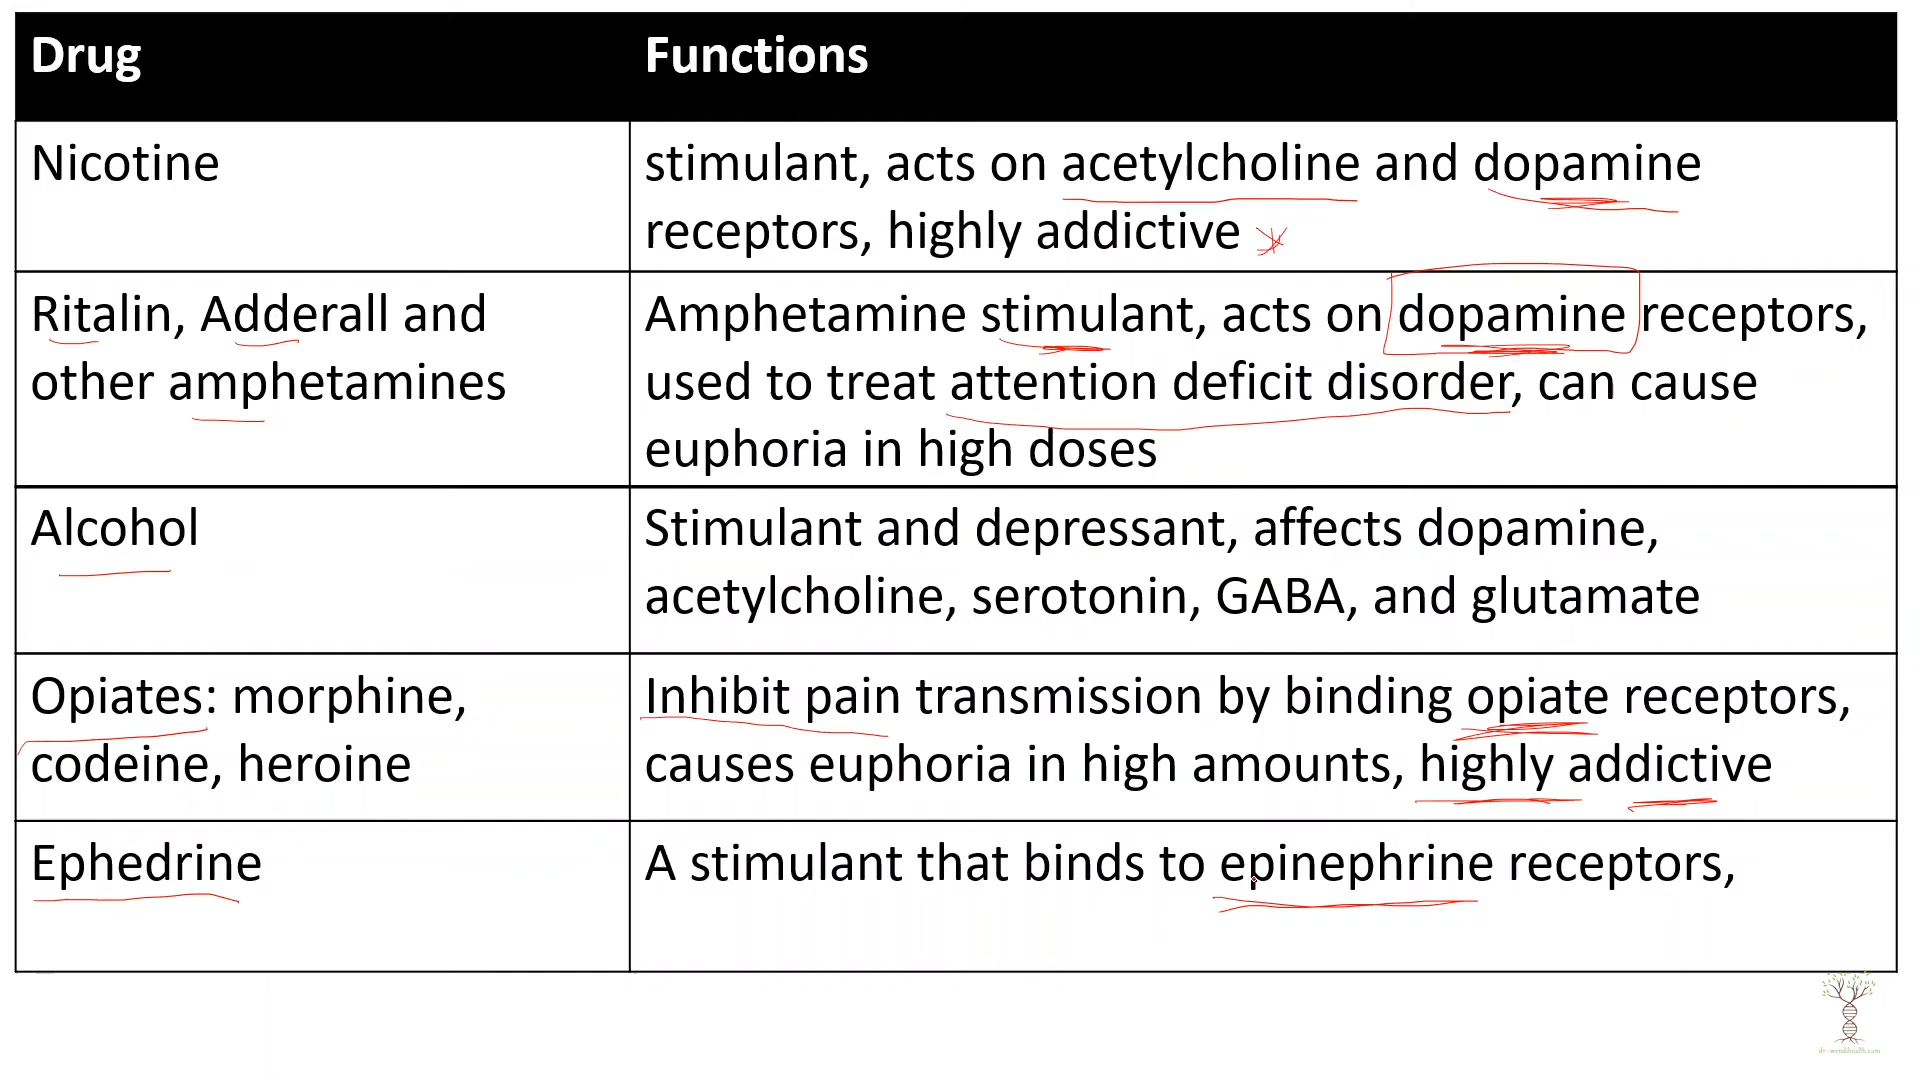 Drug
Functions
Nicotine
stimulant, acts on acetylcholine and dopamine
receptors, highly addictive
Ritalin, Adderall and
other amphetamines
Amphetamine stimulant, acts on dopamine receptors,
used to treat attention deficit disorder, can cause
euphoria in high doses
Alcohol
Stimulant and depressant, affects dopamine,
acetylcholine, serotonin, GABA, and glutamate
Opiates: morphine,
codeine, heroine
Inhibit pain transmission by binding opiate receptors,
causes euphoria in high amounts, highly addictive
Ephedrine
A stimulant that binds to epinephrine receptors,